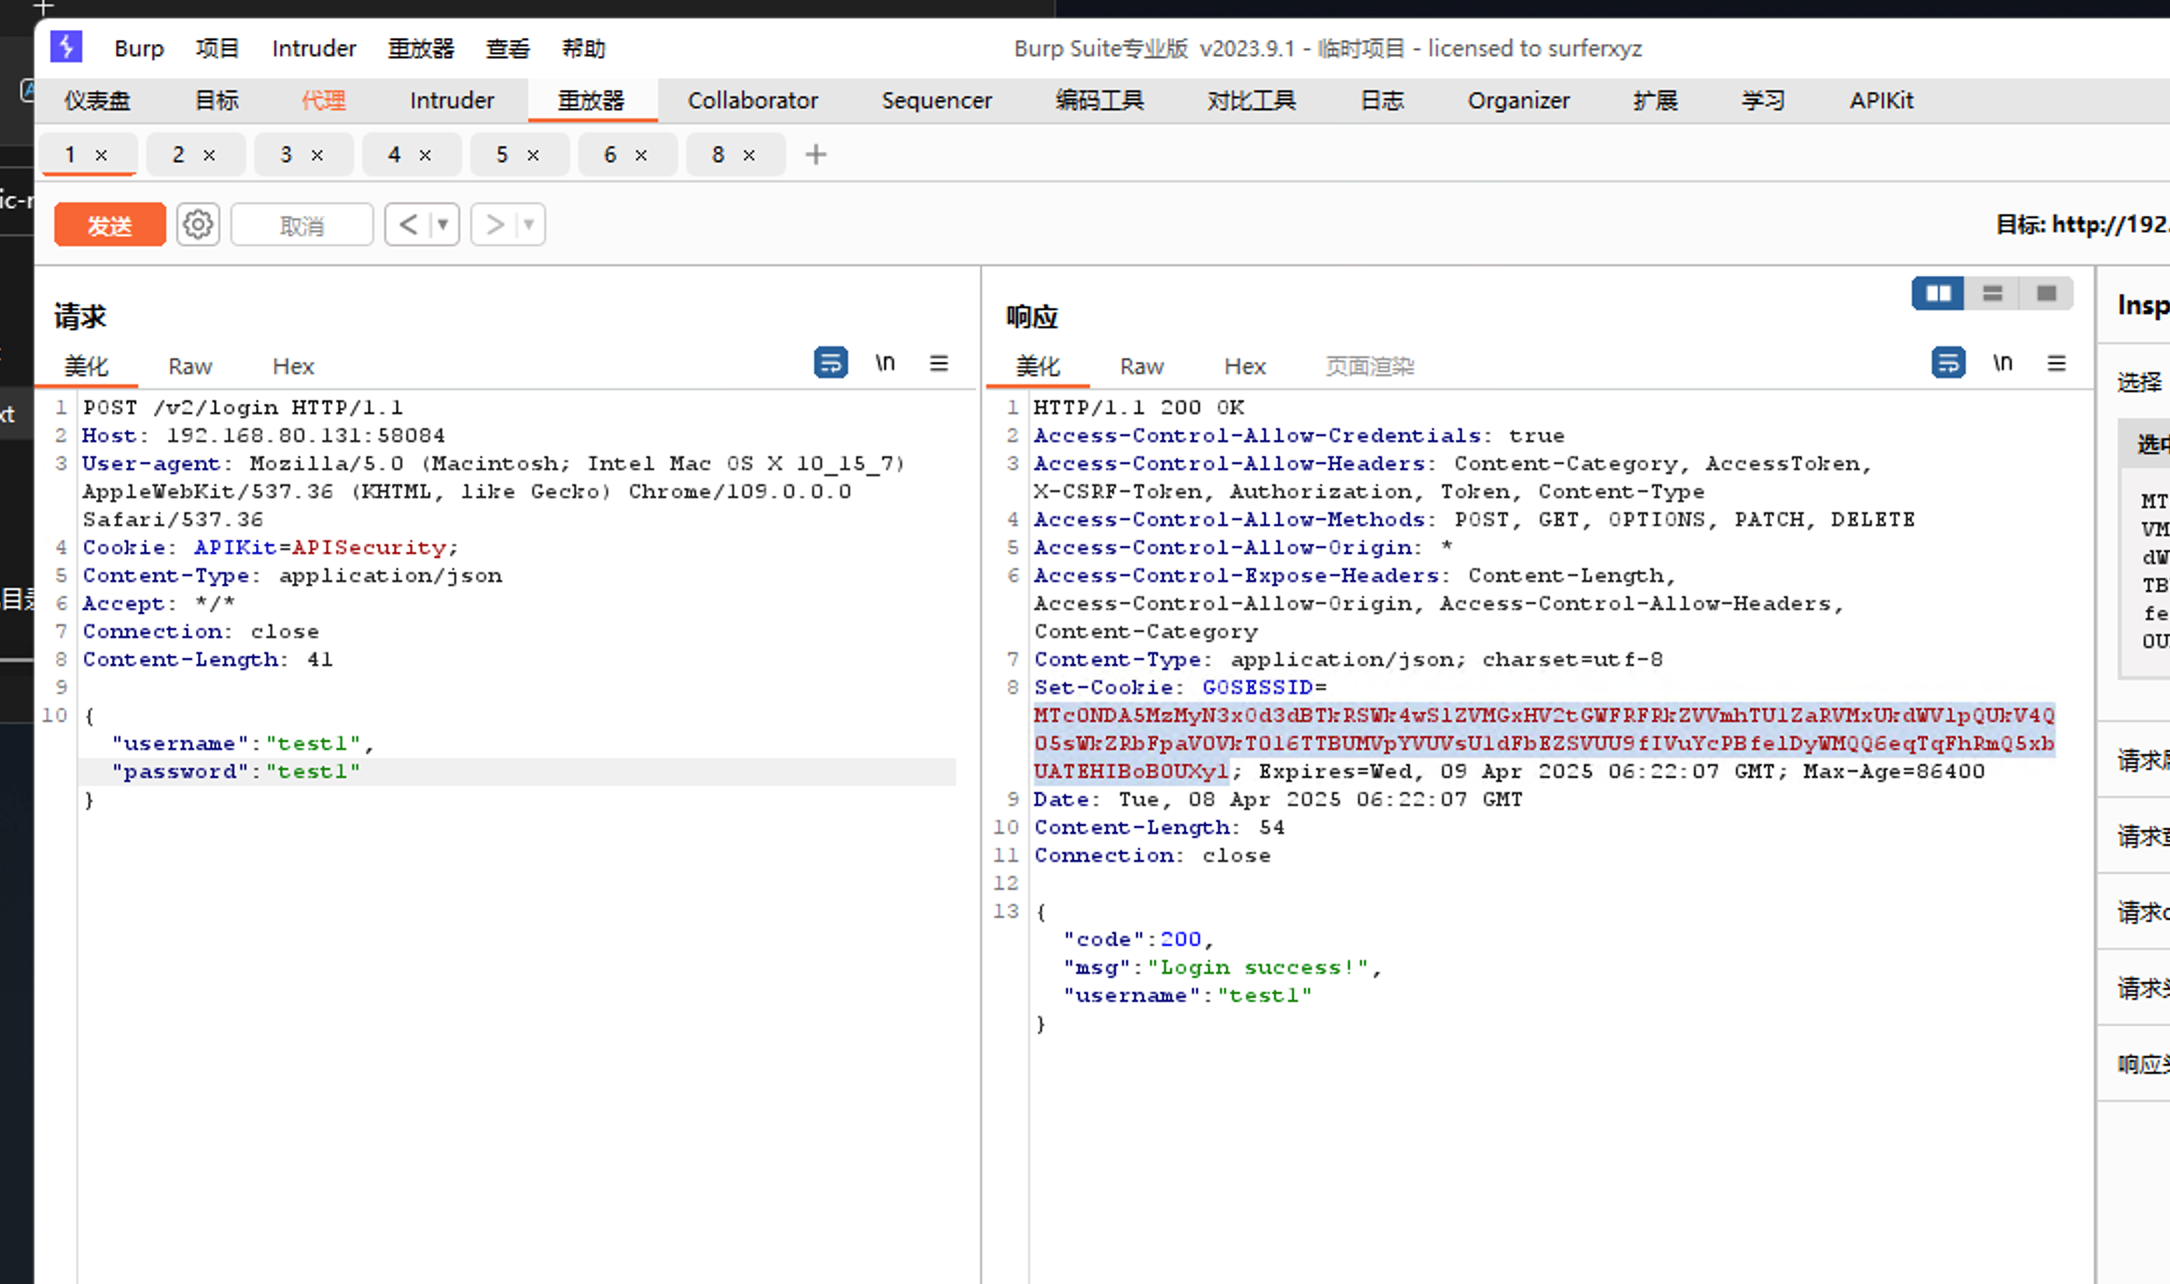 Burp 项目 Intruder 重放器 查看 帮助 Burp Suite专业版 v2023.9.1 - 临时项目 - licensed to surferxyz
仪表盘 目标 代理 Intruder 重放器 Collaborator Sequencer 编码工具 对比工具 日志 Organizer 扩展 学习 APIKit
1 × 2 × 3 × 4 × 5 × 6 × 8 × +
发送 取消 < > 目标: http://192.
请求
美化 Raw Hex \n
1 POST /v2/login HTTP/1.1
2 Host: 192.168.80.131:58084
3 User-agent: Mozilla/5.0 (Macintosh; Intel Mac OS X 10_15_7)
AppleWebKit/537.36 (KHTML, like Gecko) Chrome/109.0.0.0
Safari/537.36
4 Cookie: APIKit=APISecurity;
5 Content-Type: application/json
6 Accept: */*
7 Connection: close
8 Content-Length: 41
9
10 {
"username":"test1",
"password":"test1"
}
响应
美化 Raw Hex 页面渲染 \n
1 HTTP/1.1 200 OK
2 Access-Control-Allow-Credentials: true
3 Access-Control-Allow-Headers: Content-Category, AccessToken,
X-CSRF-Token, Authorization, Token, Content-Type
4 Access-Control-Allow-Methods: POST, GET, OPTIONS, PATCH, DELETE
5 Access-Control-Allow-Origin: *
6 Access-Control-Expose-Headers: Content-Length,
Access-Control-Allow-Origin, Access-Control-Allow-Headers,
Content-Category
7 Content-Type: application/json; charset=utf-8
8 Set-Cookie: GOSESSID=
; Expires=Wed, 09 Apr 2025 06:22:07 GMT; Max-Age=86400
9 Date: Tue, 08 Apr 2025 06:22:07 GMT
10 Content-Length: 54
11 Connection: close
12
13 {
"code":200,
"msg":"Login success!",
"username":"test1"
}
Insp
选择
选中
MT
VM
dW
TB
fe
OU
请求
请求
请求
请求
响应